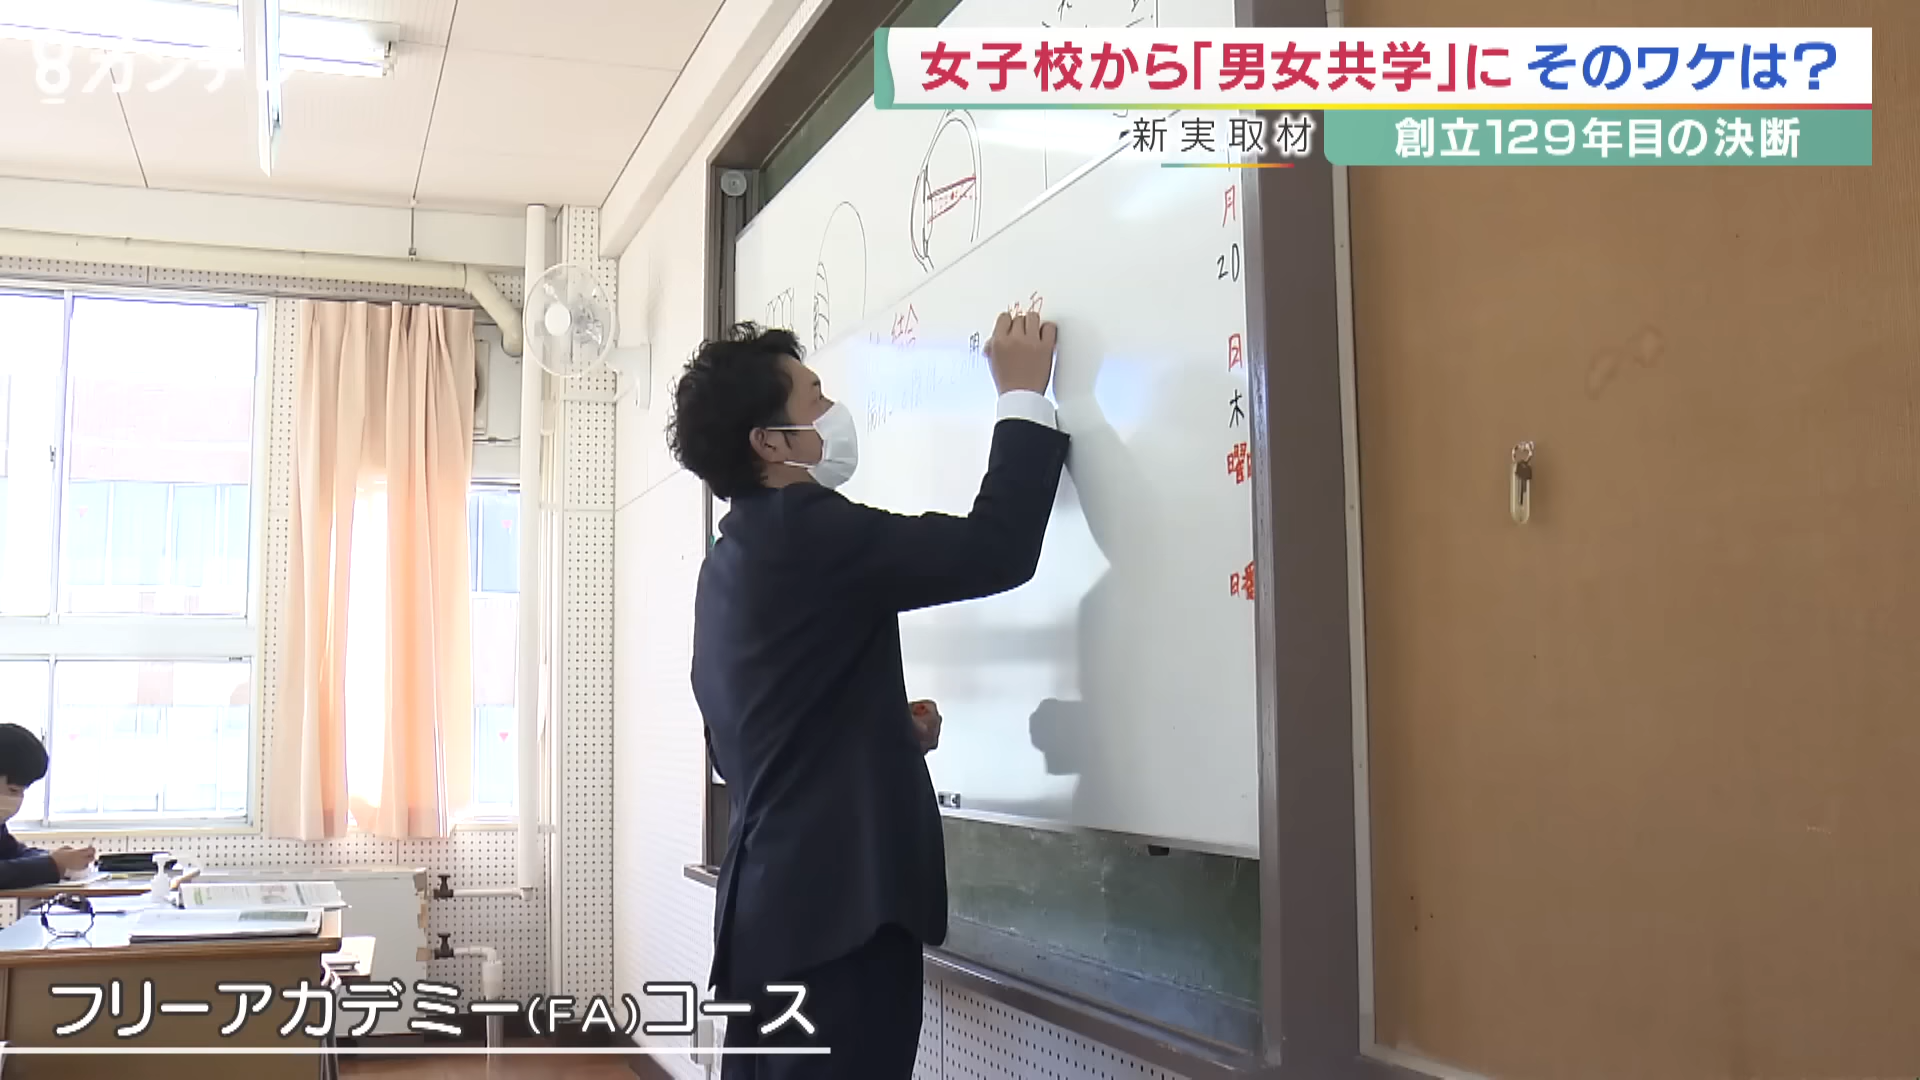 8カンテレ
女子校から「男女共学」に そのワケは?
新実取材
創立129年目の決断
月
20
日
木
曜
日
結合
フリーアカデミー(FA)コース